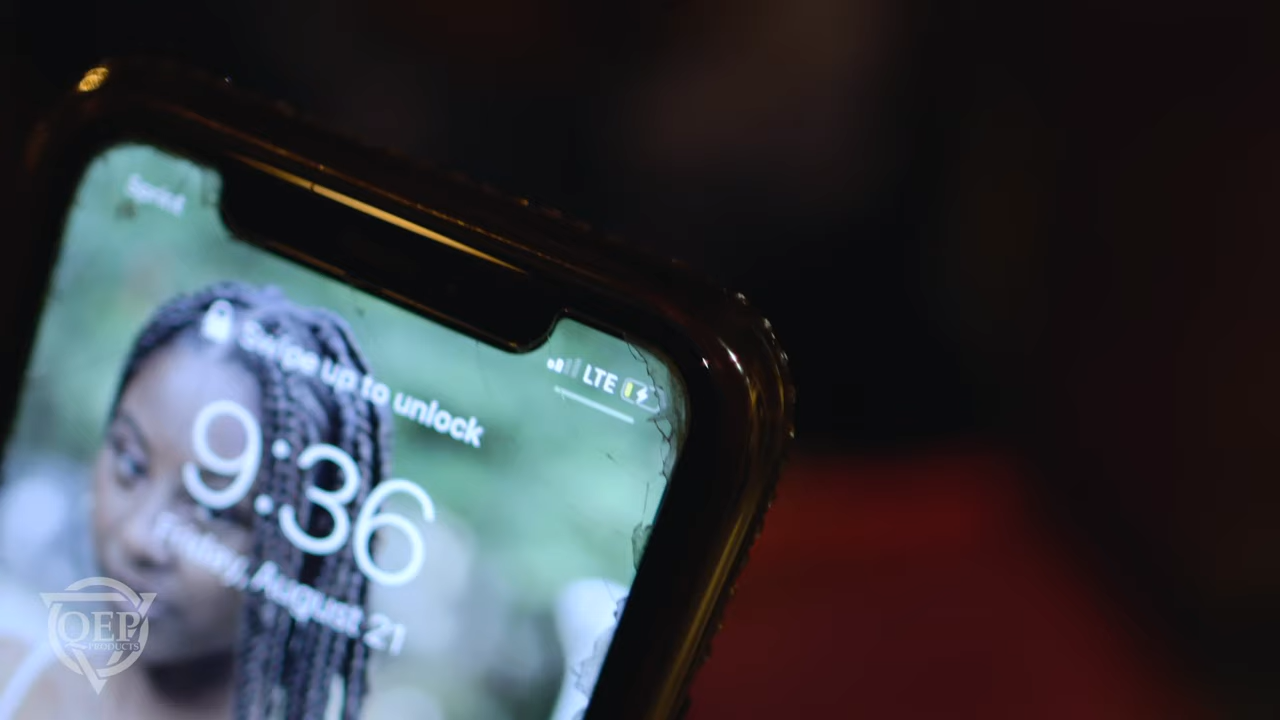 Sprint
LTE
Swipe up to unlock
9:36
Friday, August 21
OEP
PRODUCTS